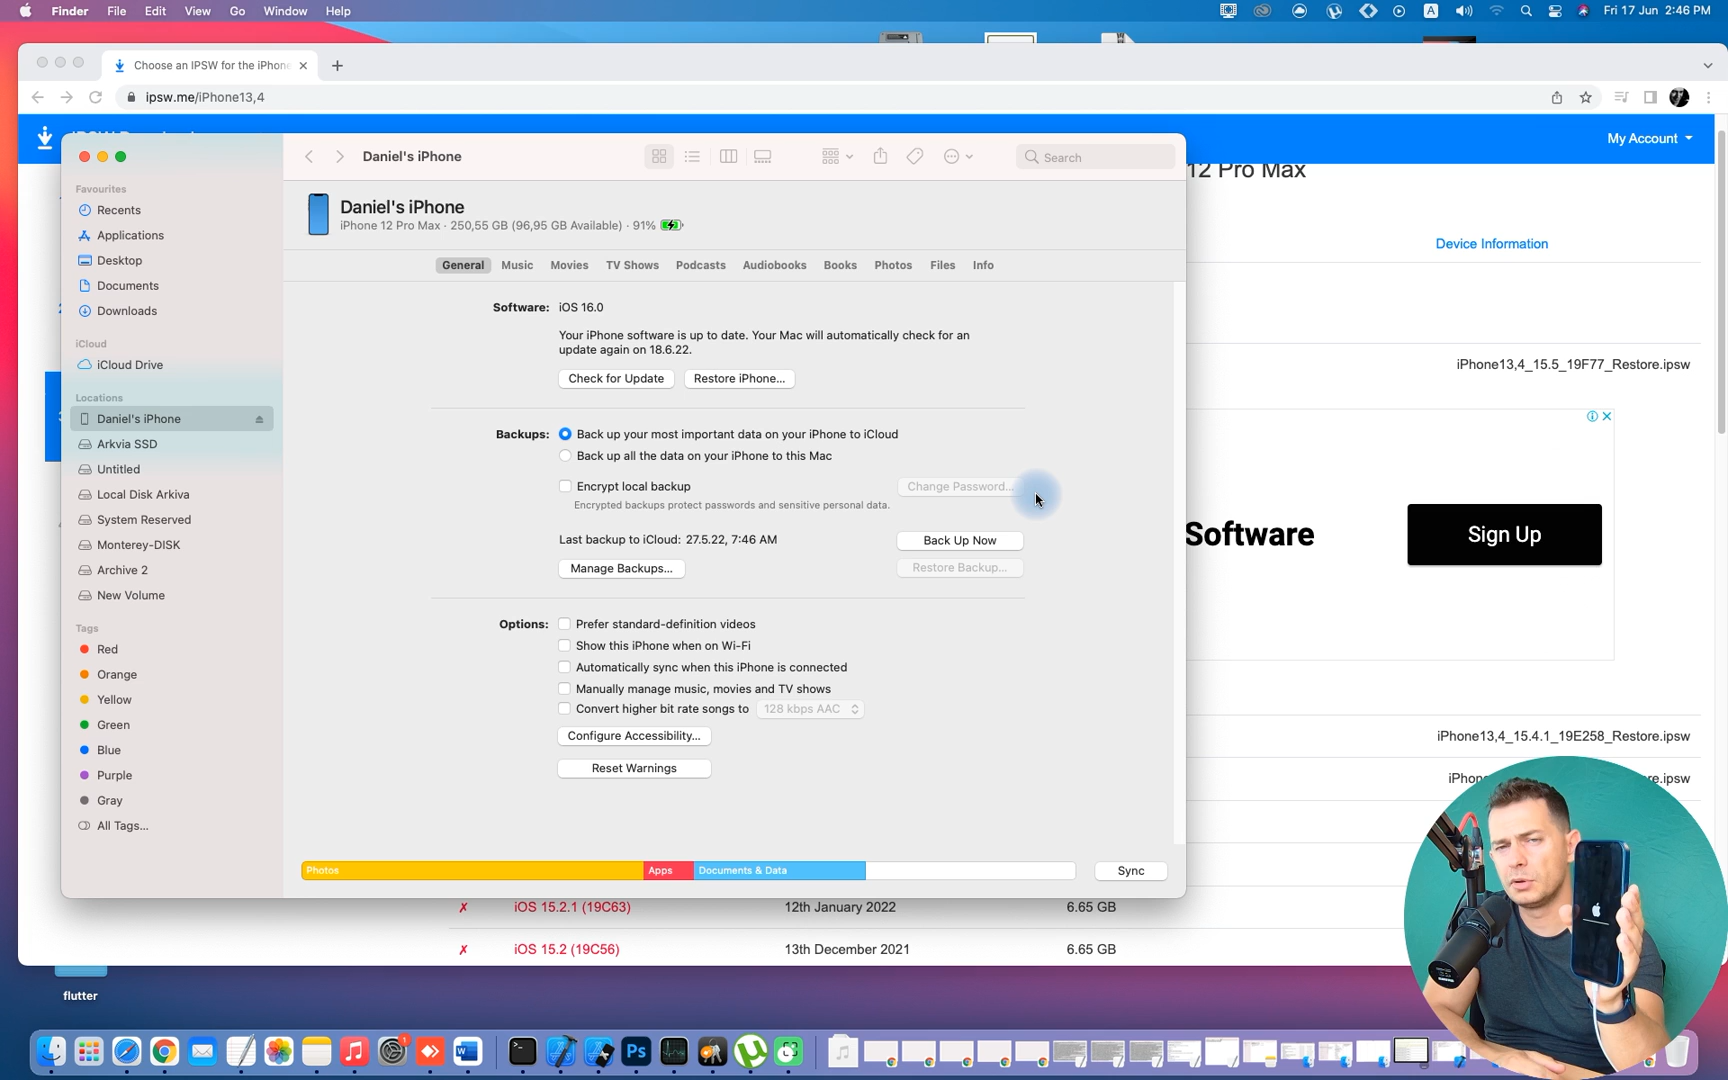 Finder File Edit View Go Window Help
A
Fri 17 Jun 2:46 PM
Choose an IPSW for the iPhone
ipsw.me/iPhone13,4
My Account
Daniel's iPhone
Search
12 Pro Max
Favourites
Recents
Applications
Desktop
Documents
Downloads
iCloud
iCloud Drive
Locations
Daniel's iPhone
Arkvia SSD
Untitled
Local Disk Arkiva
System Reserved
Monterey-DISK
Archive 2
New Volume
Tags
Red
Orange
Yellow
Green
Blue
Purple
Gray
All Tags...
Daniel's iPhone
iPhone 12 Pro Max · 250,55 GB (96,95 GB Available) · 91%
General Music Movies TV Shows Podcasts Audiobooks Books Photos Files Info
Software: iOS 16.0
Your iPhone software is up to date. Your Mac will automatically check for an
update again on 18.6.22.
Check for Update Restore iPhone...
Backups: Back up your most important data on your iPhone to iCloud
Back up all the data on your iPhone to this Mac
Encrypt local backup Change Password...
Encrypted backups protect passwords and sensitive personal data.
Last backup to iCloud: 27.5.22, 7:46 AM Back Up Now
Manage Backups... Restore Backup...
Options: Prefer standard-definition videos
Show this iPhone when on Wi-Fi
Automatically sync when this iPhone is connected
Manually manage music, movies and TV shows
Convert higher bit rate songs to 128 kbps AAC
Configure Accessibility...
Reset Warnings
Photos Apps Documents & Data Sync
Device Information
iPhone13,4_15.5_19F77_Restore.ipsw
Software
Sign Up
iPhone13,4_15.4.1_19E258_Restore.ipsw
iPhon
re.ipsw
✗ iOS 15.2.1 (19C63) 12th January 2022 6.65 GB
✗ iOS 15.2 (19C56) 13th December 2021 6.65 GB
flutter
1
Ps
W